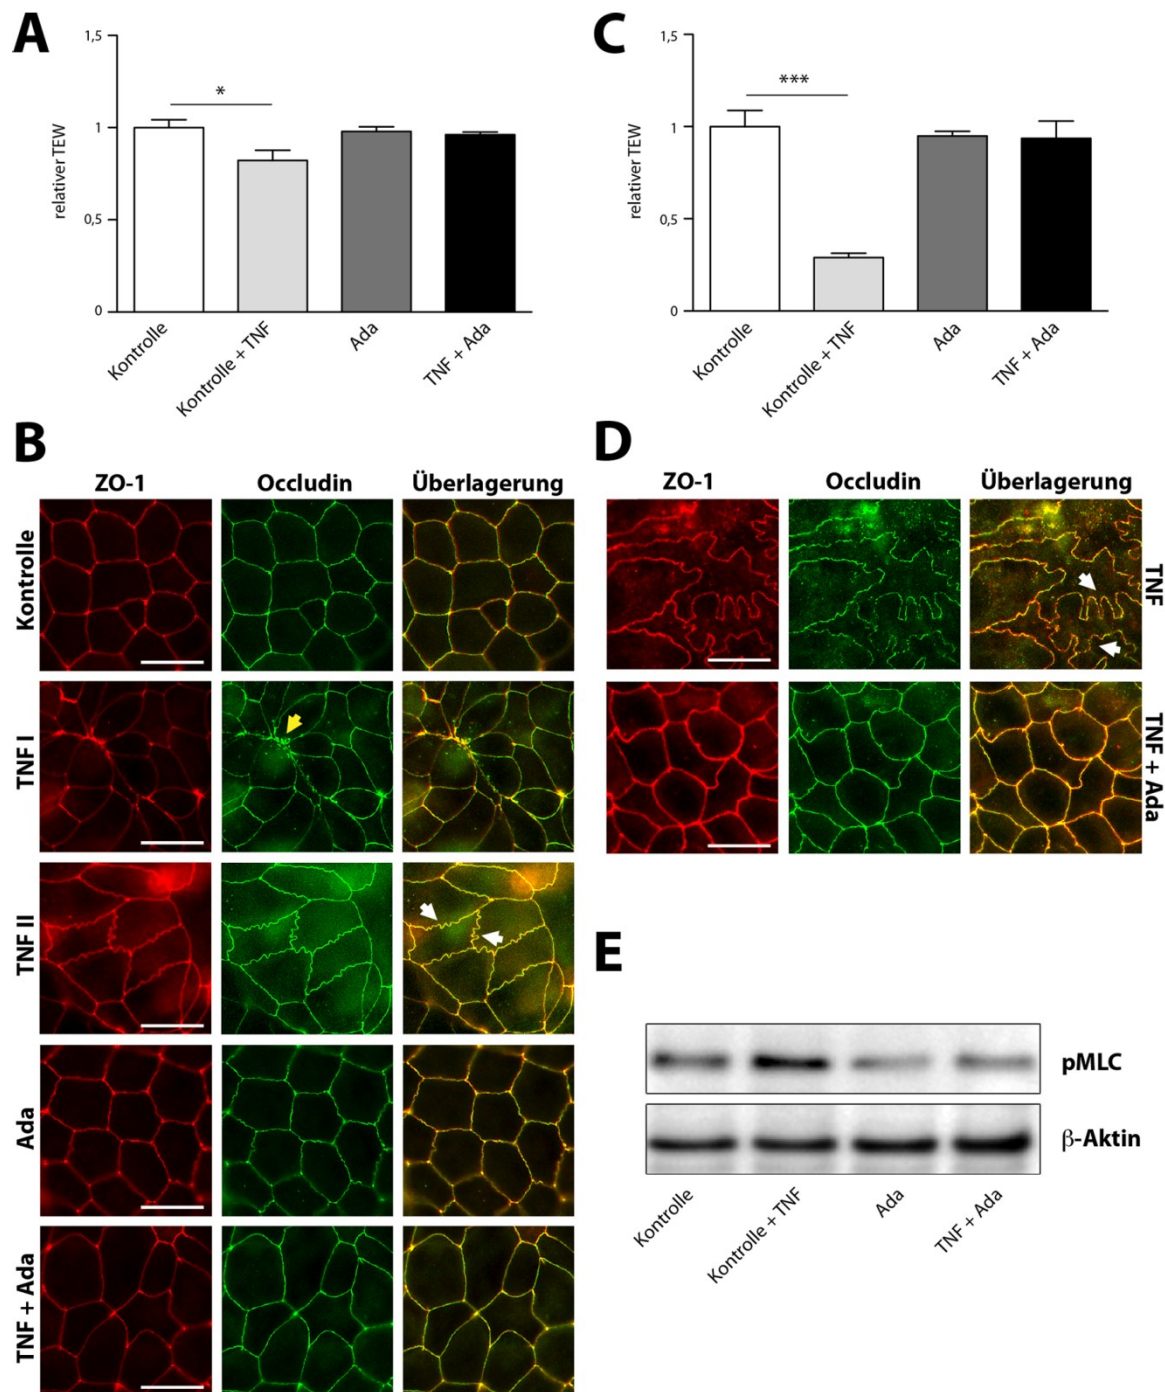 A
1,5
1
0,5
0
relativer TEW
*
Kontrolle
Kontrolle + TNF
Ada
TNF + Ada
C
1,5
1
0,5
0
relativer TEW
***
Kontrolle
Kontrolle + TNF
Ada
TNF + Ada
B
ZO-1 Occludin Überlagerung
Kontrolle
TNF I
TNF II
Ada
TNF + Ada
D
ZO-1 Occludin Überlagerung
TNF
TNF + Ada
E
pMLC
β-Aktin
Kontrolle
Kontrolle + TNF
Ada
TNF + Ada